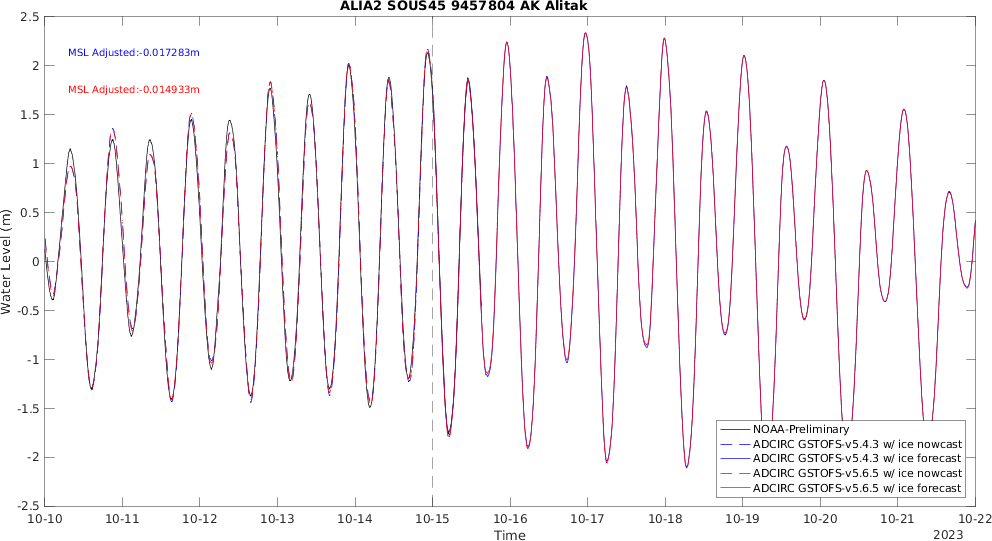 ALIA2 SOUS45 9457804 AK Alitak
MSL Adjusted:-0.017283m
MSL Adjusted:-0.014933m
Water Level (m)
2.5
2
1.5
1
0.5
0
-0.5
-1
-1.5
-2
-2.5
NOAA-Preliminary
ADCIRC GSTOFS-v5.4.3 w/ ice nowcast
ADCIRC GSTOFS-v5.4.3 w/ ice forecast
ADCIRC GSTOFS-v5.6.5 w/ ice nowcast
ADCIRC GSTOFS-v5.6.5 w/ ice forecast
10-10 10-11 10-12 10-13 10-14 10-15 10-16 10-17 10-18 10-19 10-20 10-21 10-22
Time
2023